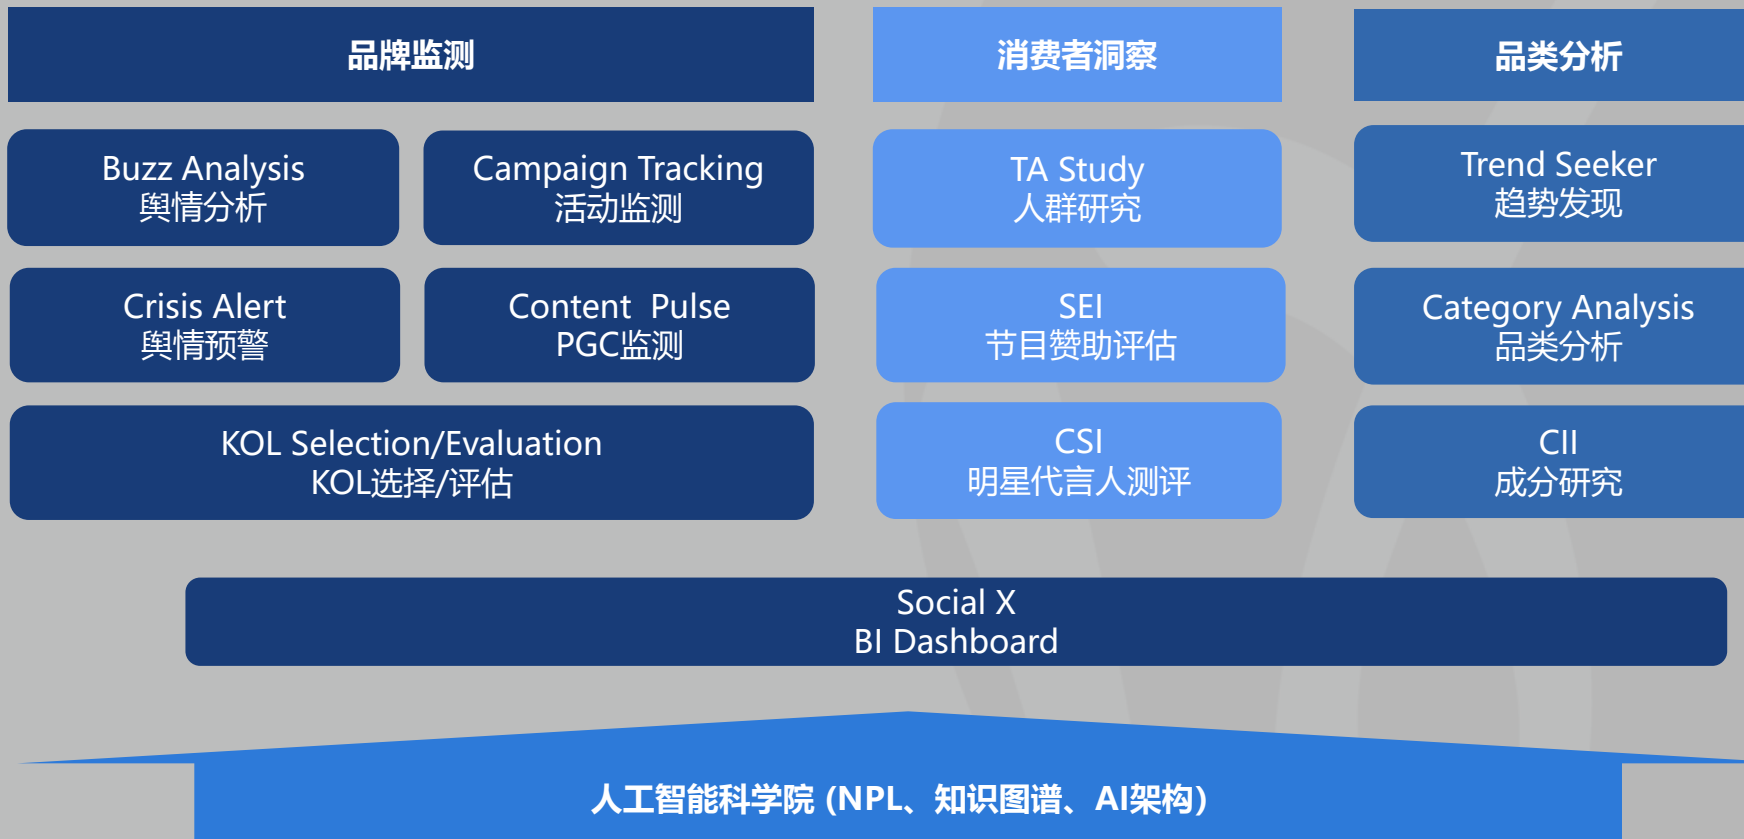 品牌监测
Buzz Analysis
舆情分析
Campaign Tracking
活动监测
Crisis Alert
舆情预警
Content  Pulse
PGC监测
KOL Selection/Evaluation
KOL选择/评估
消费者洞察
TA Study
人群研究
SEI
节目赞助评估
CSI
明星代言人测评
品类分析
Trend Seeker
趋势发现
Category Analysis
品类分析
CII
成分研究
Social X
BI Dashboard
人工智能科学院 (NPL、知识图谱、AI架构)